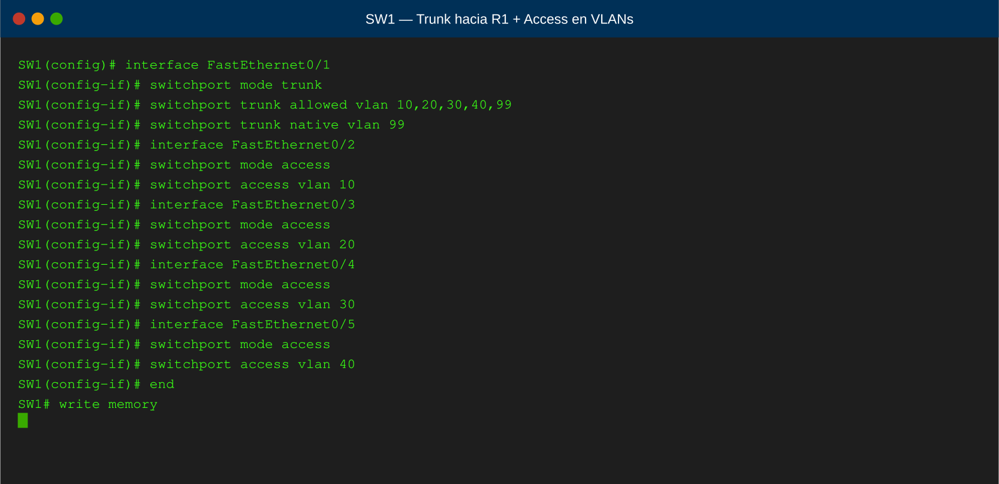 SW1 — Trunk hacia R1 + Access en VLANs
SW1(config)# interface FastEthernet0/1
SW1(config-if)# switchport mode trunk
SW1(config-if)# switchport trunk allowed vlan 10,20,30,40,99
SW1(config-if)# switchport trunk native vlan 99
SW1(config-if)# interface FastEthernet0/2
SW1(config-if)# switchport mode access
SW1(config-if)# switchport access vlan 10
SW1(config-if)# interface FastEthernet0/3
SW1(config-if)# switchport mode access
SW1(config-if)# switchport access vlan 20
SW1(config-if)# interface FastEthernet0/4
SW1(config-if)# switchport mode access
SW1(config-if)# switchport access vlan 30
SW1(config-if)# interface FastEthernet0/5
SW1(config-if)# switchport mode access
SW1(config-if)# switchport access vlan 40
SW1(config-if)# end
SW1# write memory